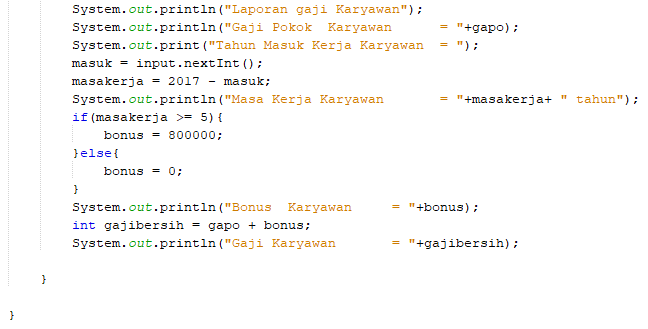 System.out.println("Laporan gaji Karyawan");
System.out.println("Gaji Pokok  Karyawan      = "+gapo);
System.out.print("Tahun Masuk Kerja Karyawan  = ");
masuk = input.nextInt();
masakerja = 2017 - masuk;
System.out.println("Masa Kerja Karyawan       = "+masakerja+ " tahun");
if(masakerja >= 5){
    bonus = 800000;
}else{
    bonus = 0;
}
System.out.println("Bonus  Karyawan     = "+bonus);
int gajibersih = gapo + bonus;
System.out.println("Gaji Karyawan       = "+gajibersih);
}
}